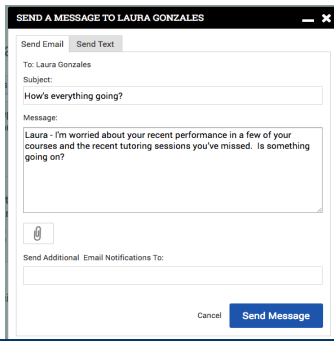 SEND A MESSAGE TO LAURA GONZALES
Send Email Send Text
To: Laura Gonzales
Subject:
How's everything going?
Message:
Laura - I'm worried about your recent performance in a few of your
courses and the recent tutoring sessions you've missed.  Is something
going on?
Send Additional  Email Notifications To:
Cancel Send Message